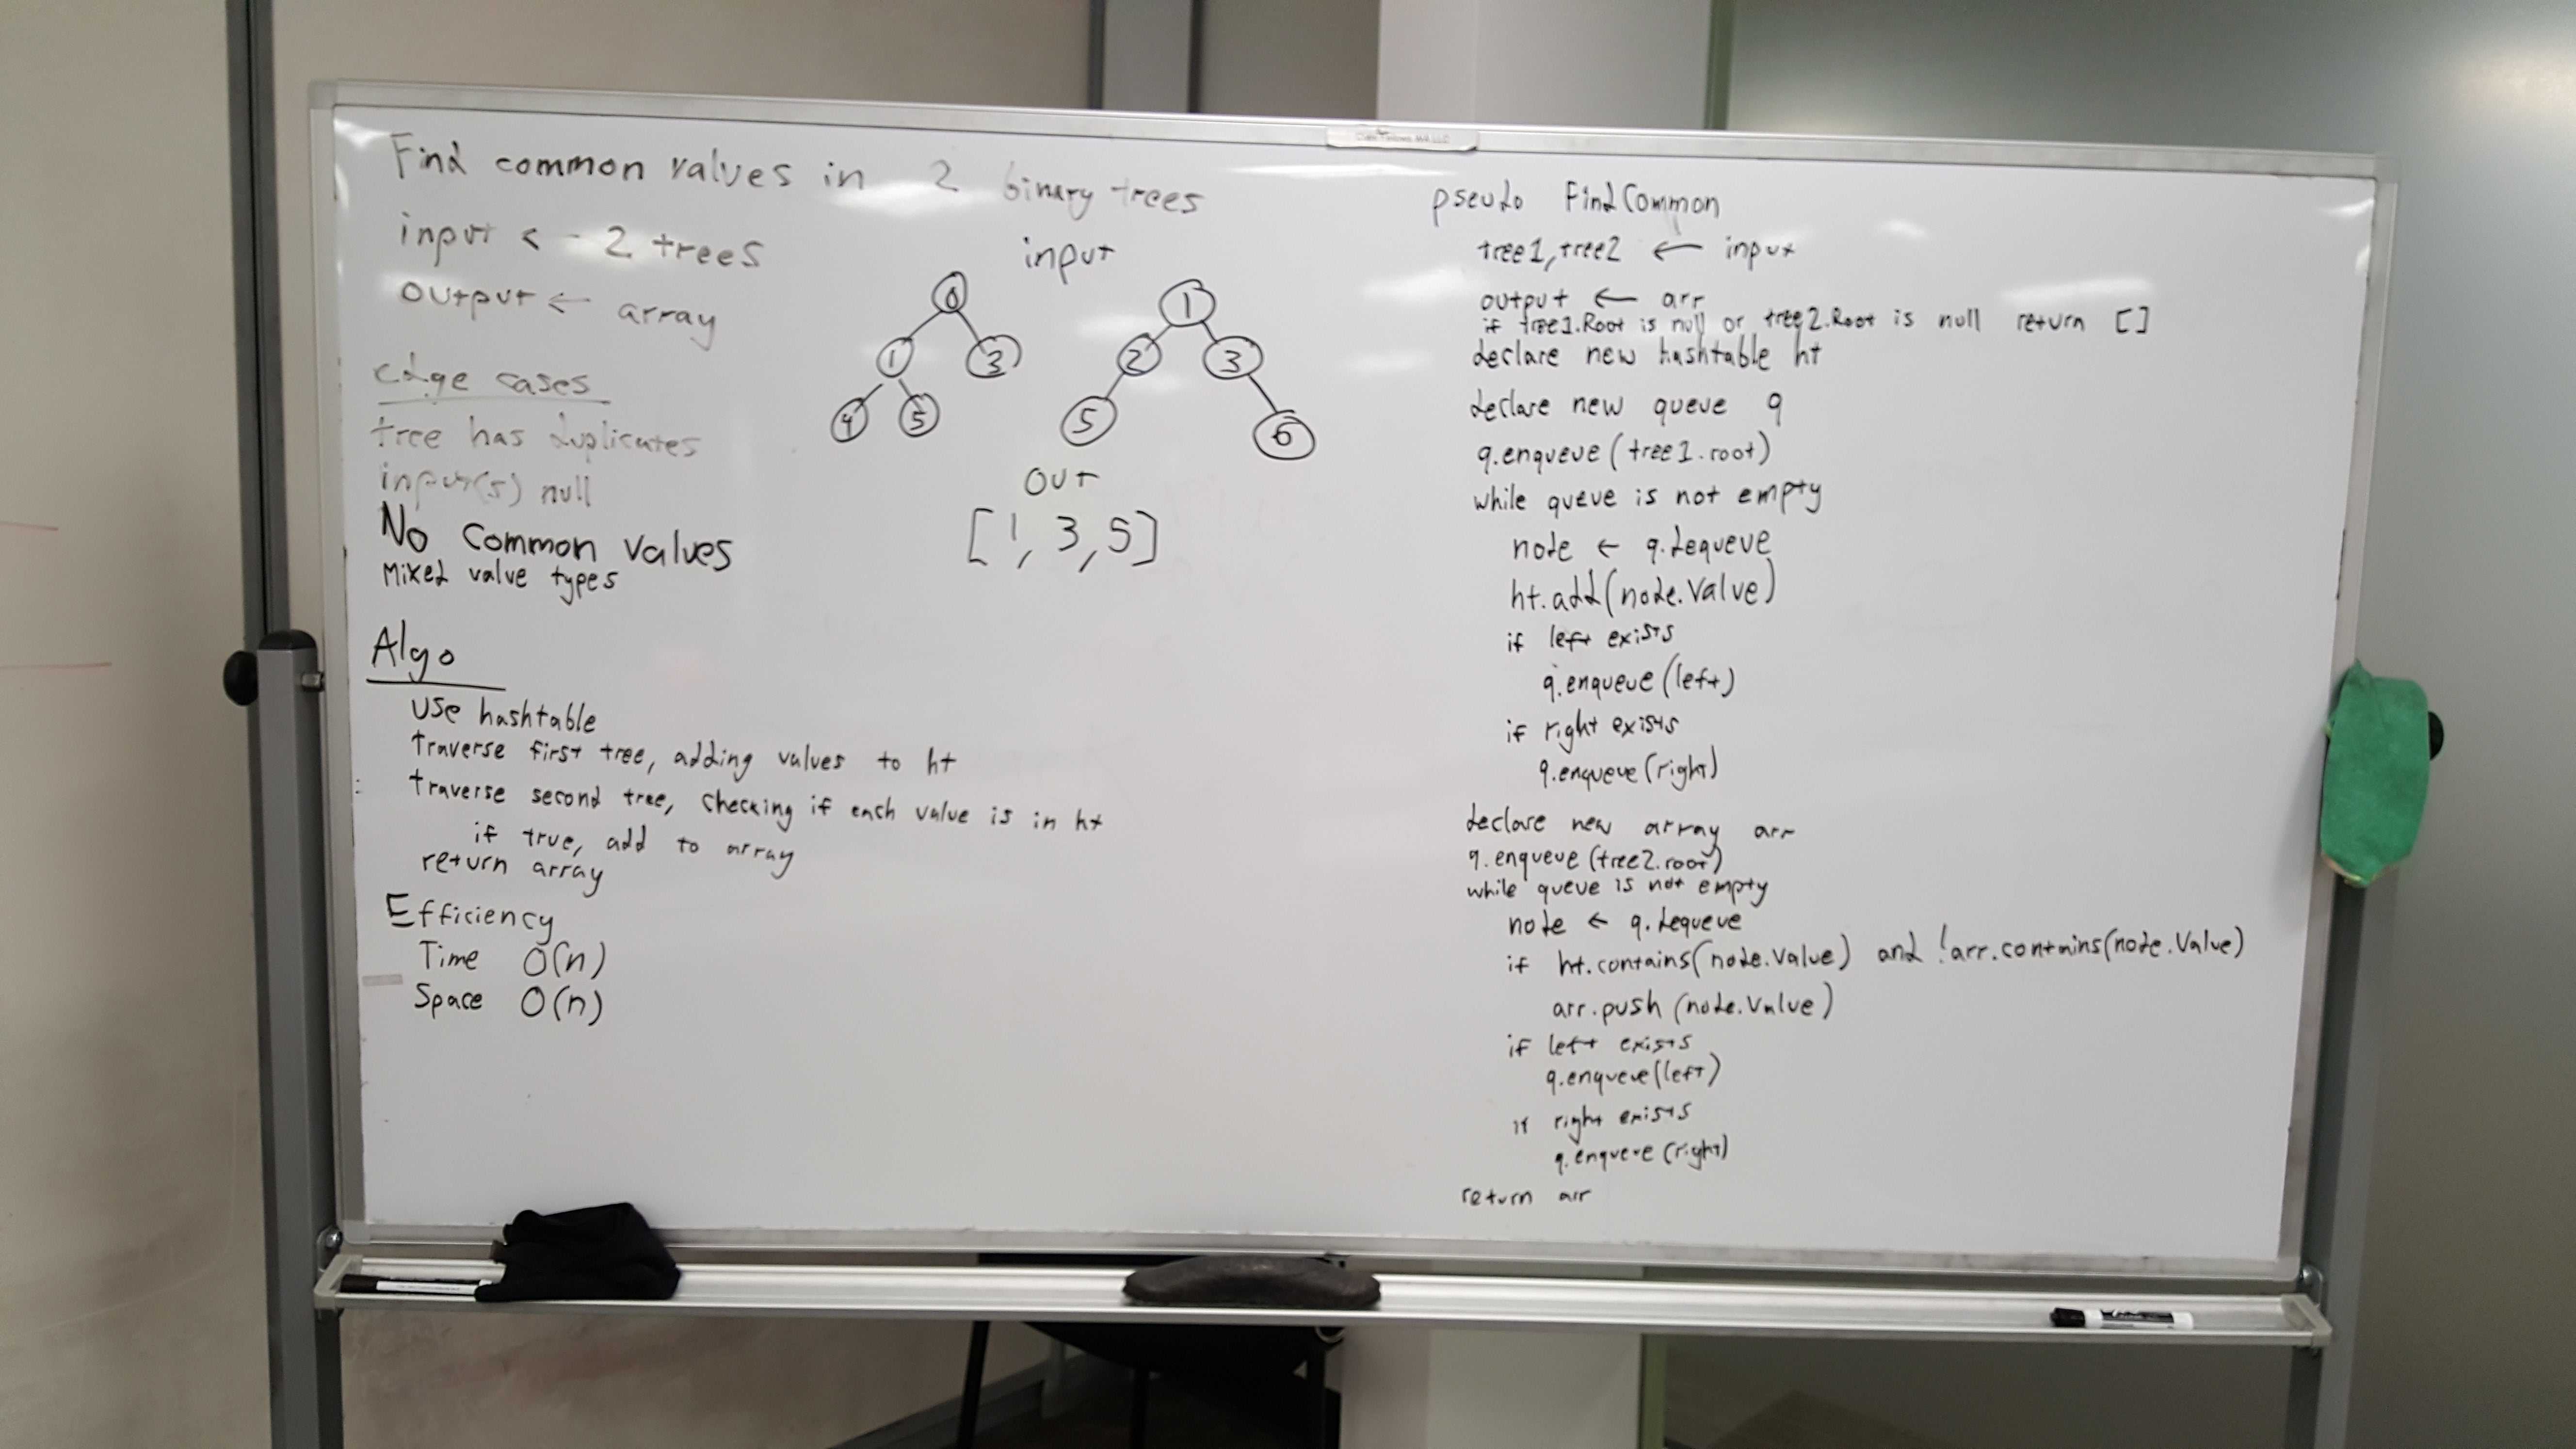 Find common values in 2 binary trees
input <- 2 trees
output ← array
edge cases
tree has duplicates
input(s) null
No Common Values
Mixed value types
input
0
1 3
4 5
1
2 3
5 6
out
[1, 3, 5]
Algo
Use hashtable
traverse first tree, adding values to ht
traverse second tree, checking if each value is in ht
if true, add to array
return array
Efficiency
Time O(n)
Space O(n)
pseudo FindCommon
tree1, tree2 ← input
output ← arr
if tree1.Root is null or tree2.Root is null return []
declare new hashtable ht
declare new queue q
q.enqueue(tree1.root)
while queue is not empty
node ← q.dequeue
ht.add(node.Value)
if left exists
q.enqueue(left)
if right exists
q.enqueue(right)
declare new array arr
q.enqueue(tree2.root)
while queue is not empty
node ← q.dequeue
if ht.contains(node.Value) and !arr.contains(node.Value)
arr.push(node.Value)
if left exists
q.enqueue(left)
if right exists
q.enqueue(right)
return arr